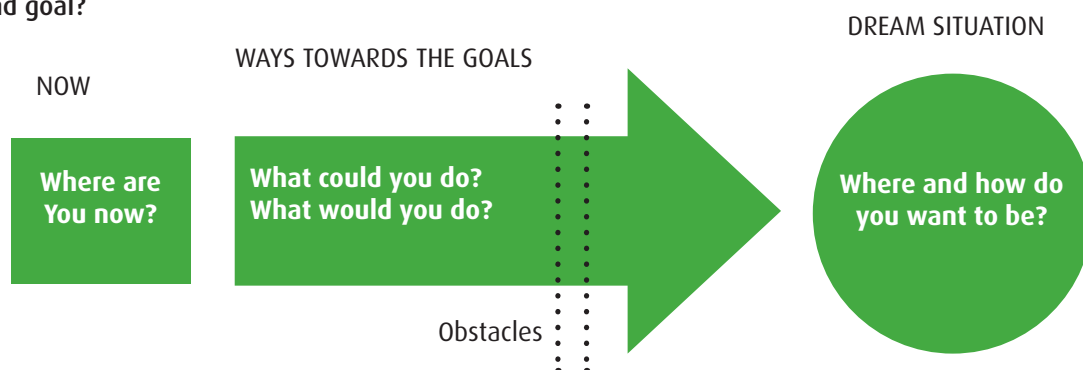 goal?
DREAM SITUATION
WAYS TOWARDS THE GOALS
NOW
Where are
You now?
What could you do?
What would you do?
Where and how do
you want to be?
Obstacles